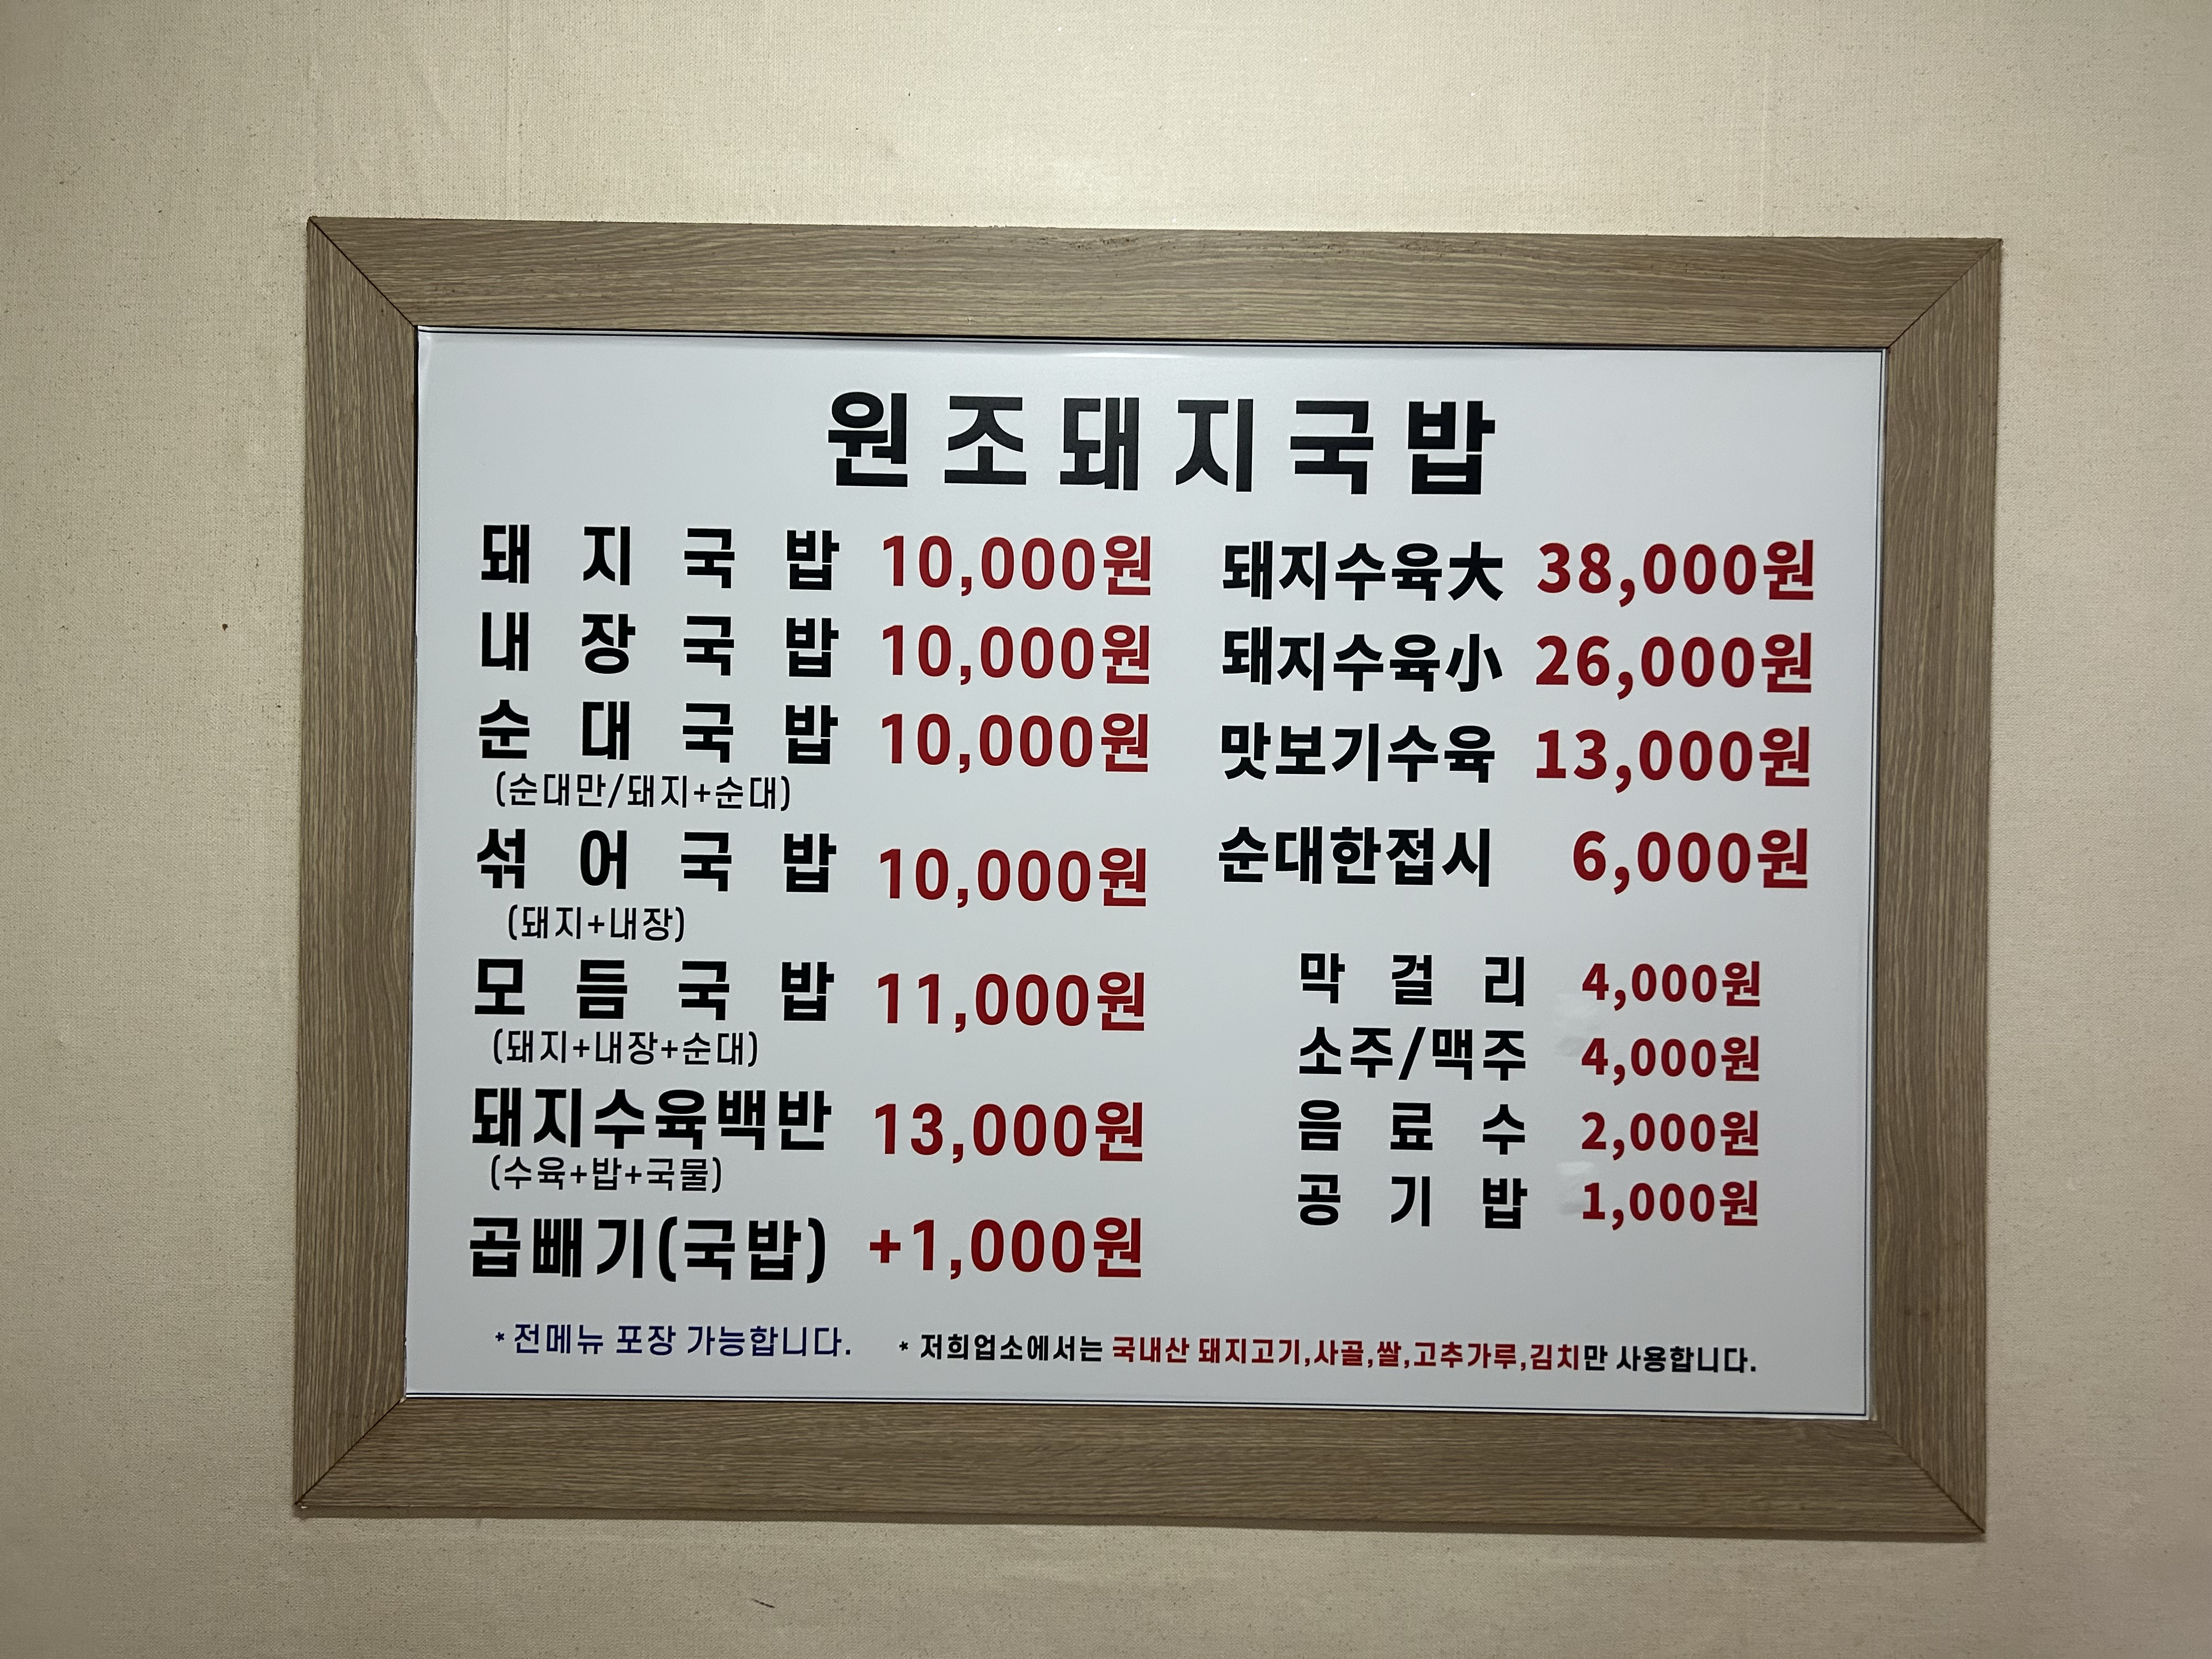 원조돼지국밥
돼지국밥 10,000원
내장국밥 10,000원
순대국밥 10,000원
(순대만/돼지+순대)
섞어국밥 10,000원
(돼지+내장)
모듬국밥 11,000원
(돼지+내장+순대)
돼지수육백반 13,000원
(수육+밥+국물)
곱빼기(국밥) +1,000원
돼지수육大 38,000원
돼지수육小 26,000원
맛보기수육 13,000원
순대한접시 6,000원
막걸리 4,000원
소주/맥주 4,000원
음료수 2,000원
공기밥 1,000원
*전메뉴 포장 가능합니다.
* 저희업소에서는 국내산 돼지고기,사골,쌀,고추가루,김치만 사용합니다.